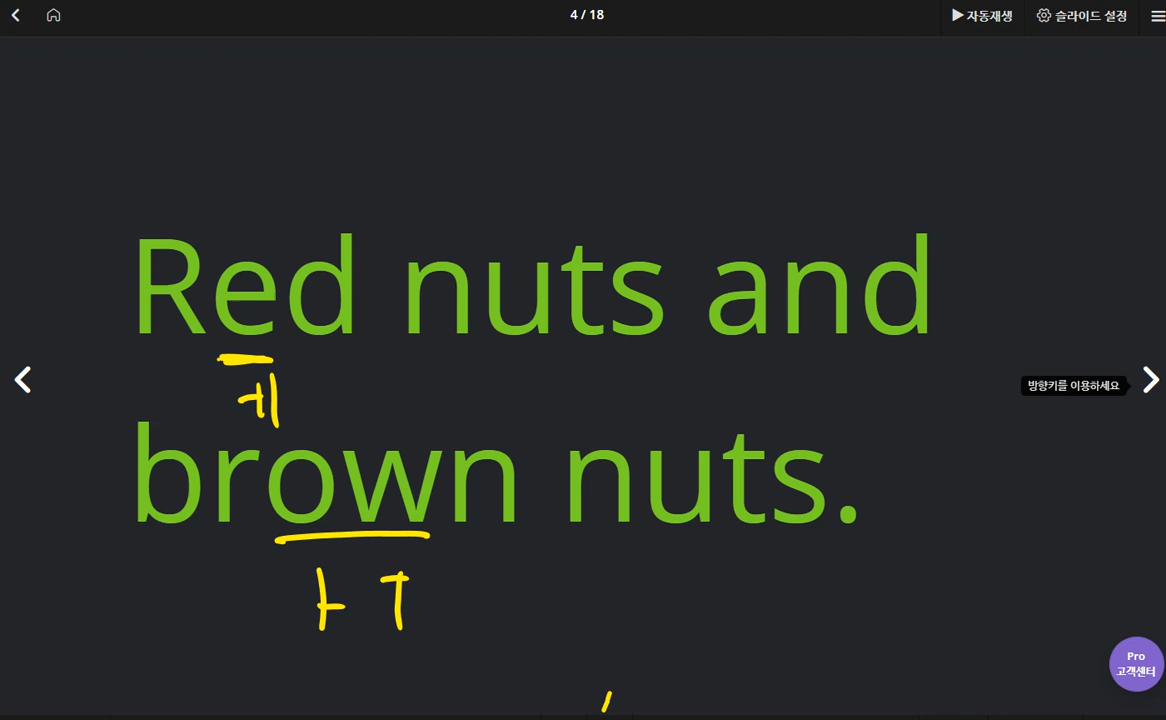 4 / 18
자동재생
슬라이드 설정
Red nuts and
ㅔ
brown nuts.
ㅏ ㅜ
방향키를 이용하세요
Pro
고객센터